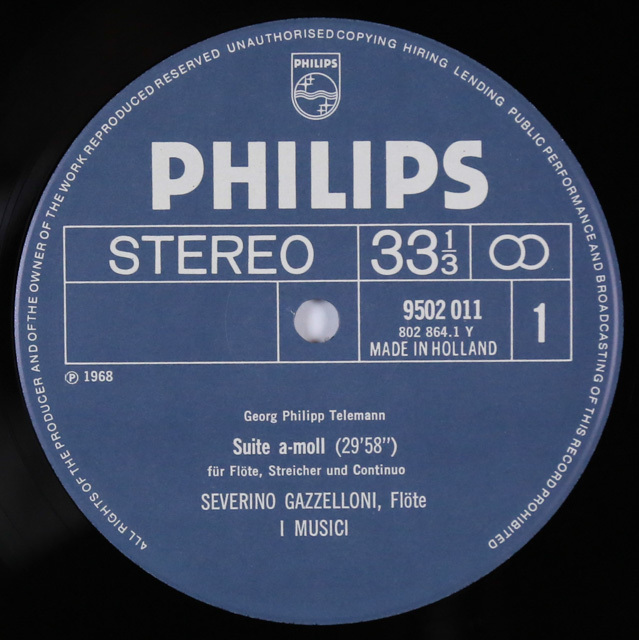 ALL RIGHTS OF THE PRODUCER AND OF THE OWNER OF THE WORK REPRODUCED RESERVED UNAUTHORISED COPYING HIRING LENDING PUBLIC PERFORMANCE AND BROADCASTING OF THIS RECORD PROHIBITED
PHILIPS
PHILIPS
STEREO
33 1/3
9502 011
802 864.1 Y
MADE IN HOLLAND
1
℗ 1968
Georg Philipp Telemann
Suite a-moll (29'58")
für Flöte, Streicher und Continuo
SEVERINO GAZZELLONI, Flöte
I MUSICI